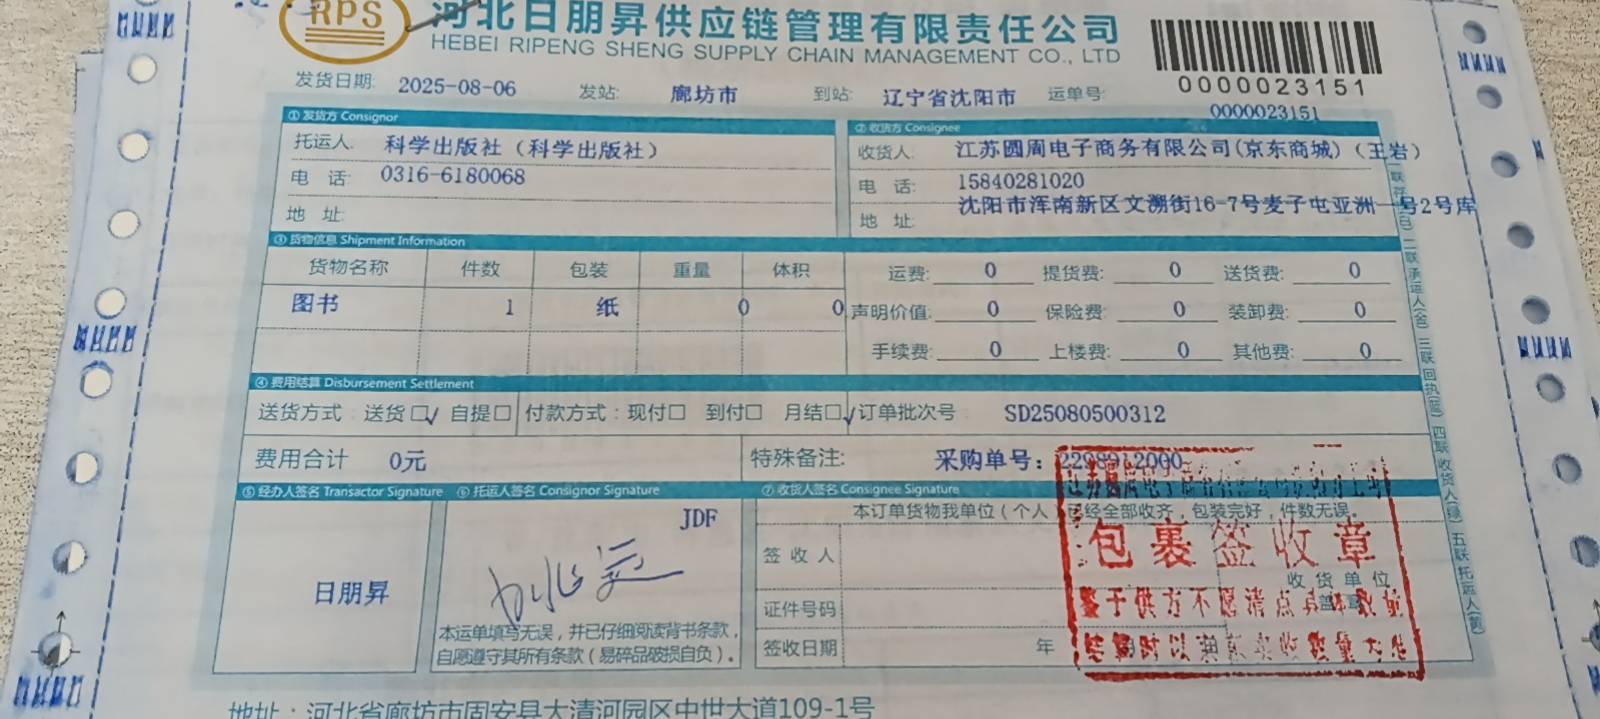 RPS
河北日朋昇供应链管理有限责任公司
HEBEI RIPENG SHENG SUPPLY CHAIN MANAGEMENT CO., LTD
0000023151
发货日期: 2025-08-06 发站: 廊坊市 到站: 辽宁省沈阳市 运单号: 0000023151
① 发货方 Consignor ② 收货方 Consignee
托运人: 科学出版社（科学出版社） 收货人: 江苏圆周电子商务有限公司(京东商城)（王岩）
电 话: 0316-6180068 电 话: 15840281020
地 址: 地 址: 沈阳市浑南新区文溯街16-7号麦子屯亚洲一号2号库
③ 货物信息 Shipment Information
货物名称 件数 包装 重量 体积 运费: 0 提货费: 0 送货费: 0
图书 1 纸 0 0 声明价值: 0 保险费: 0 装卸费: 0
手续费: 0 上楼费: 0 其他费: 0
④ 费用结算 Disbursement Settlement
送货方式: 送货☐√ 自提☐ 付款方式: 现付☐ 到付☐ 月结☐√ 订单批次号 SD25080500312
费用合计 0元 特殊备注: 采购单号:
⑤ 经办人签名 Transactor Signature ⑥ 托运人签名 Consignor Signature ⑦ 收货人签名 Consignee Signature
JDF 本订单货物我单位（个人）已经全部收齐，包装完好，件数无误。
包裹签收章
签 收 人 收 货 单 位
日朋昇
证件号码
本运单填写无误，并已仔细阅读背书条款，
自愿遵守其所有条款（易碎品破损自负）。
签收日期 年
地址：河北省廊坊市固安县大清河园区中世大道109-1号